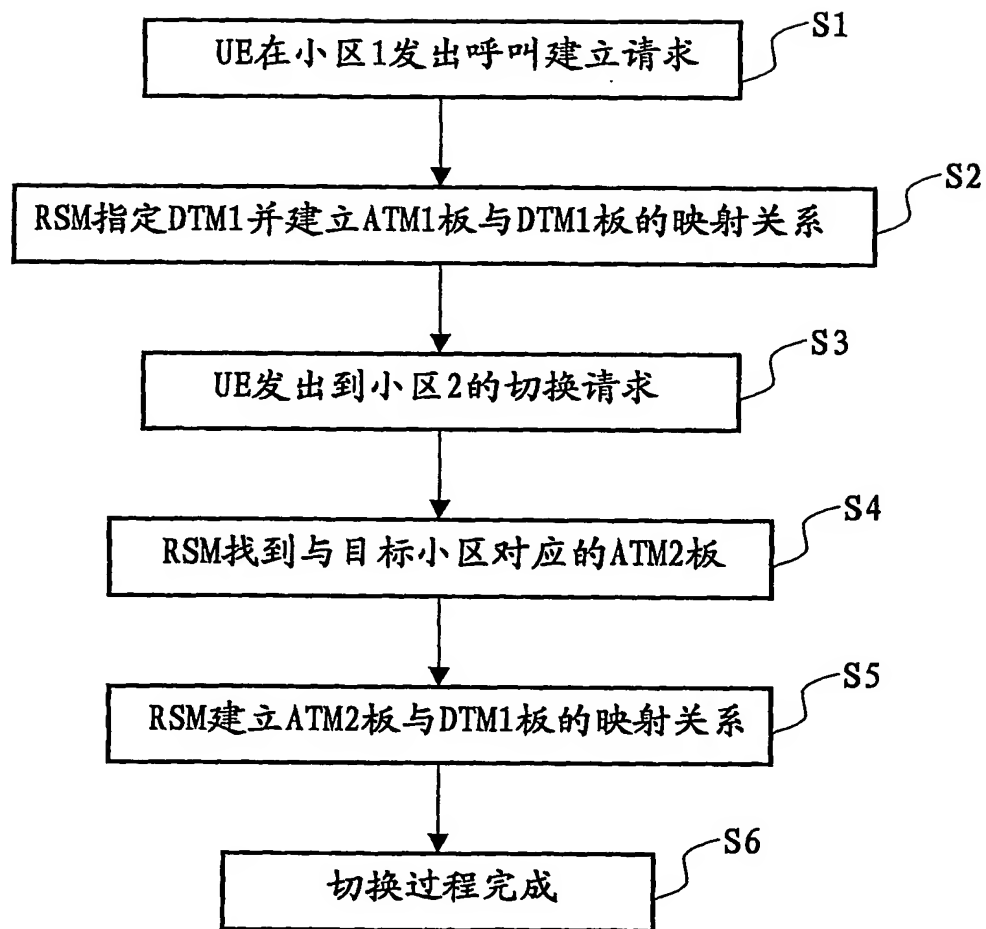 UE在小区1发出呼叫建立请求
S1
RSM指定DTM1并建立ATM1板与DTM1板的映射关系
S2
UE发出到小区2的切换请求
S3
RSM找到与目标小区对应的ATM2板
S4
RSM建立ATM2板与DTM1板的映射关系
S5
切换过程完成
S6